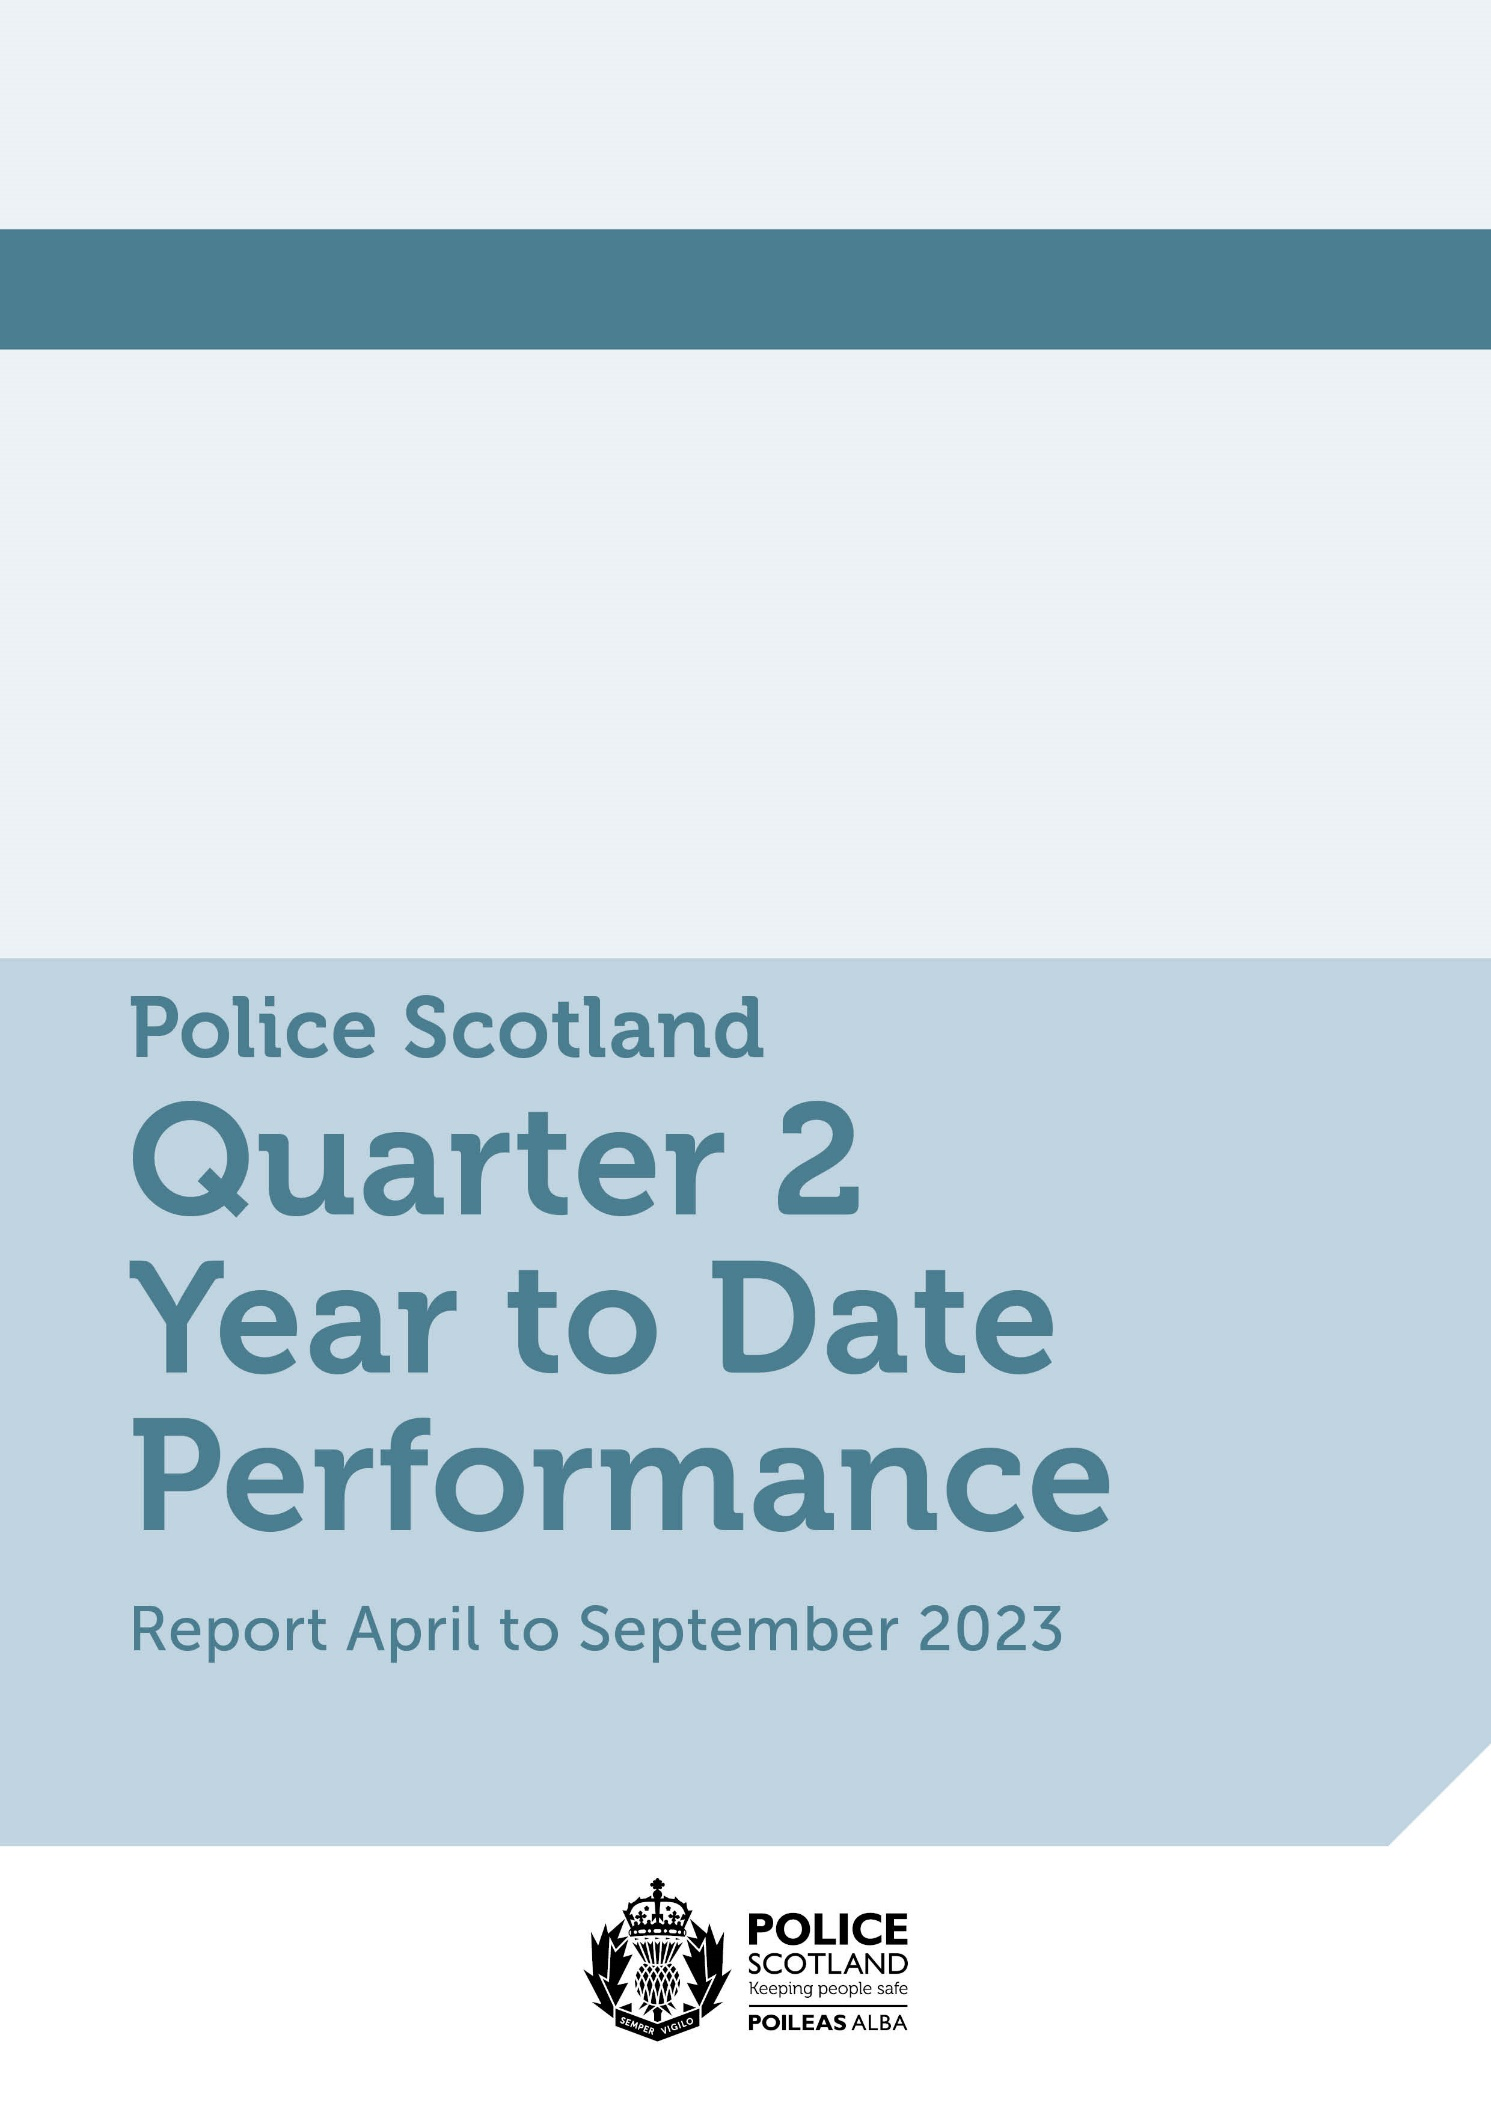 Police Scotland
Quarter 2
Year to Date
Performance
Report April to September 2023
POLICE
SCOTLAND
Keeping people safe
POILEAS ALBA
SEMPER VIGILO